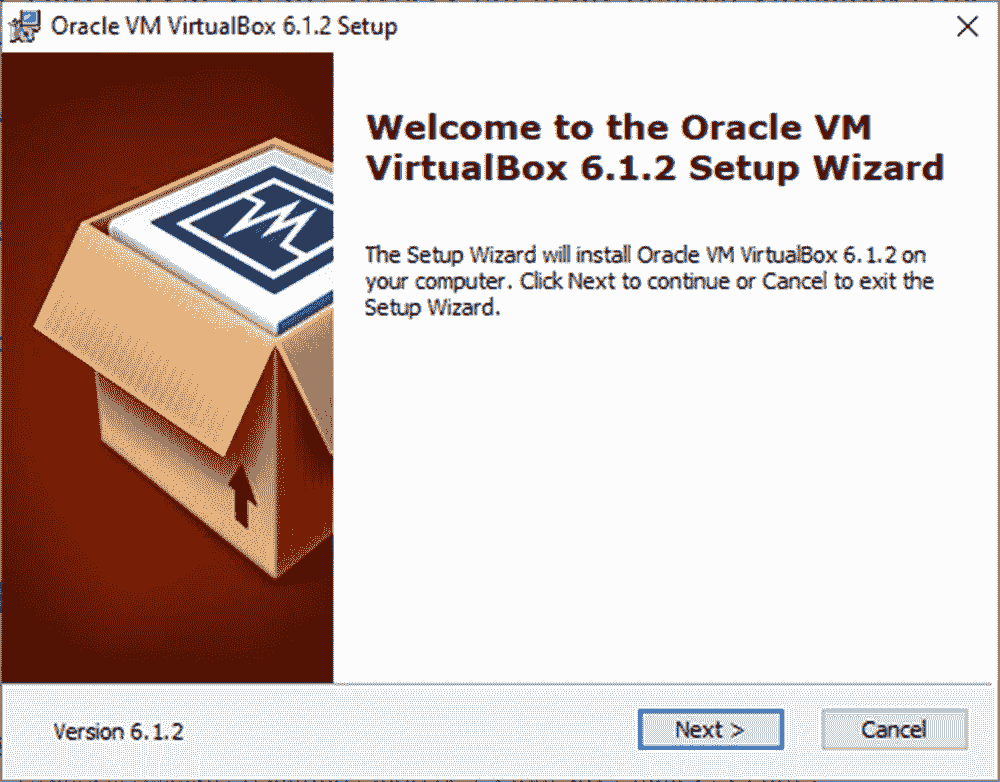 Oracle VM VirtualBox 6.1.2 Setup
Welcome to the Oracle VM
VirtualBox 6.1.2 Setup Wizard
The Setup Wizard will install Oracle VM VirtualBox 6.1.2 on
your computer. Click Next to continue or Cancel to exit the
Setup Wizard.
Version 6.1.2
Next >
Cancel